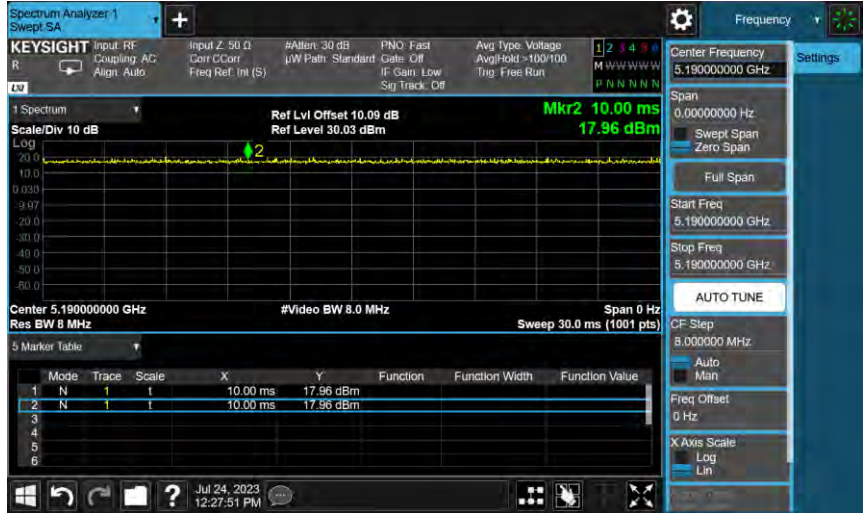 Spectrum Analyzer 1
Swept SA
+
Frequency
KEYSIGHT
R
LXI
Input: RF
Coupling: AC
Align: Auto
Input Z: 50 Ω
Corr CCorr
Freq Ref: Int (S)
#Atten: 30 dB
µW Path: Standard
PNO: Fast
Gate: Off
IF Gain: Low
Sig Track: Off
Avg Type: Voltage
Avg|Hold:>100/100
Trig: Free Run
1 2 3 4 5 6
M W W W W W
P N N N N N
1 Spectrum
Scale/Div 10 dB
Ref Lvl Offset 10.09 dB
Ref Level 30.03 dBm
Mkr2 10.00 ms
17.96 dBm
Log
20.0
10.0
0.030
-9.97
-20.0
-30.0
-40.0
-50.0
-60.0
2
Center 5.190000000 GHz
Res BW 8 MHz
#Video BW 8.0 MHz
Span 0 Hz
Sweep 30.0 ms (1001 pts)
5 Marker Table
Mode Trace Scale X Y Function Function Width Function Value
1 N 1 t 10.00 ms 17.96 dBm
2 N 1 t 10.00 ms 17.96 dBm
3
4
5
6
Jul 24, 2023
12:27:51 PM
?
Center Frequency
5.190000000 GHz
Settings
Span
0.00000000 Hz
Swept Span
Zero Span
Full Span
Start Freq
5.190000000 GHz
Stop Freq
5.190000000 GHz
AUTO TUNE
CF Step
8.000000 MHz
Auto
Man
Freq Offset
0 Hz
X Axis Scale
Log
Lin